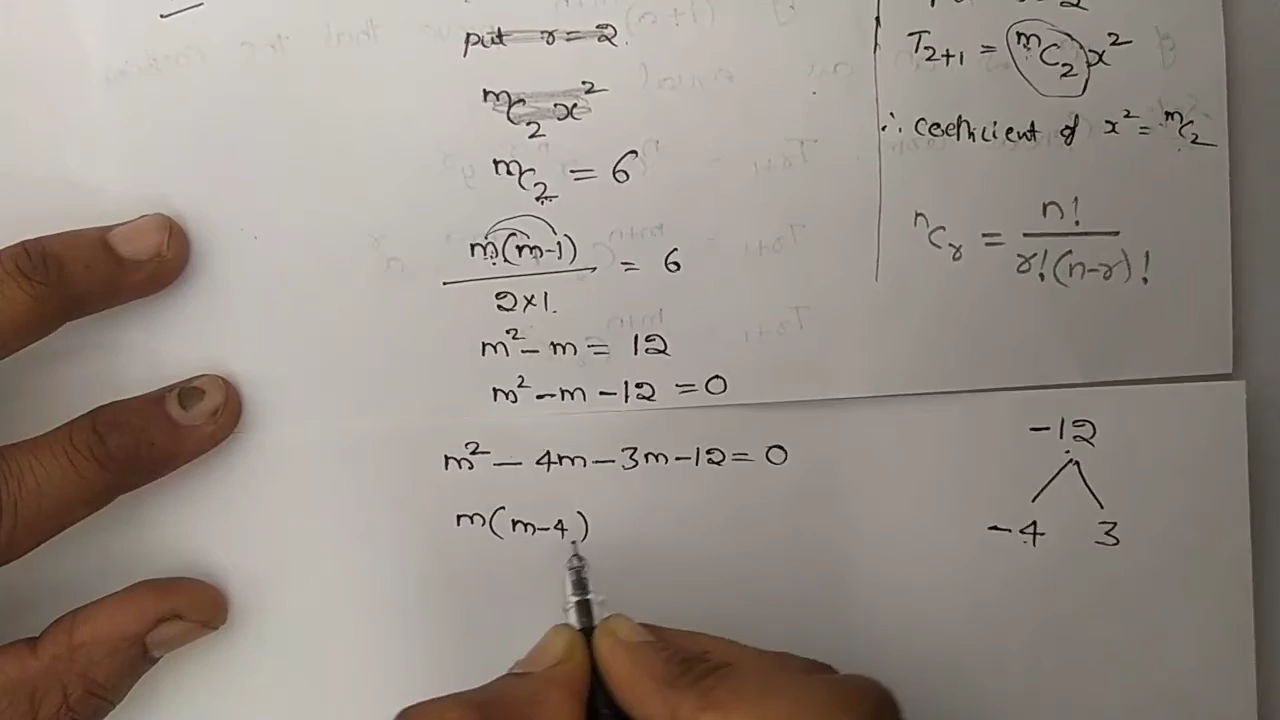 put r = 2.
ᵐC₂ x²
ᵐC₂ = 6
m(m-1) / 2×1. = 6
m² - m = 12
m² - m - 12 = 0
m² - 4m - 3m - 12 = 0
m(m-4)
T₂₊₁ = ᵐC₂ x²
∴ coefficient of x² = ᵐC₂
ⁿCᵣ = n! / r!(n-r)!
-12
-4 3